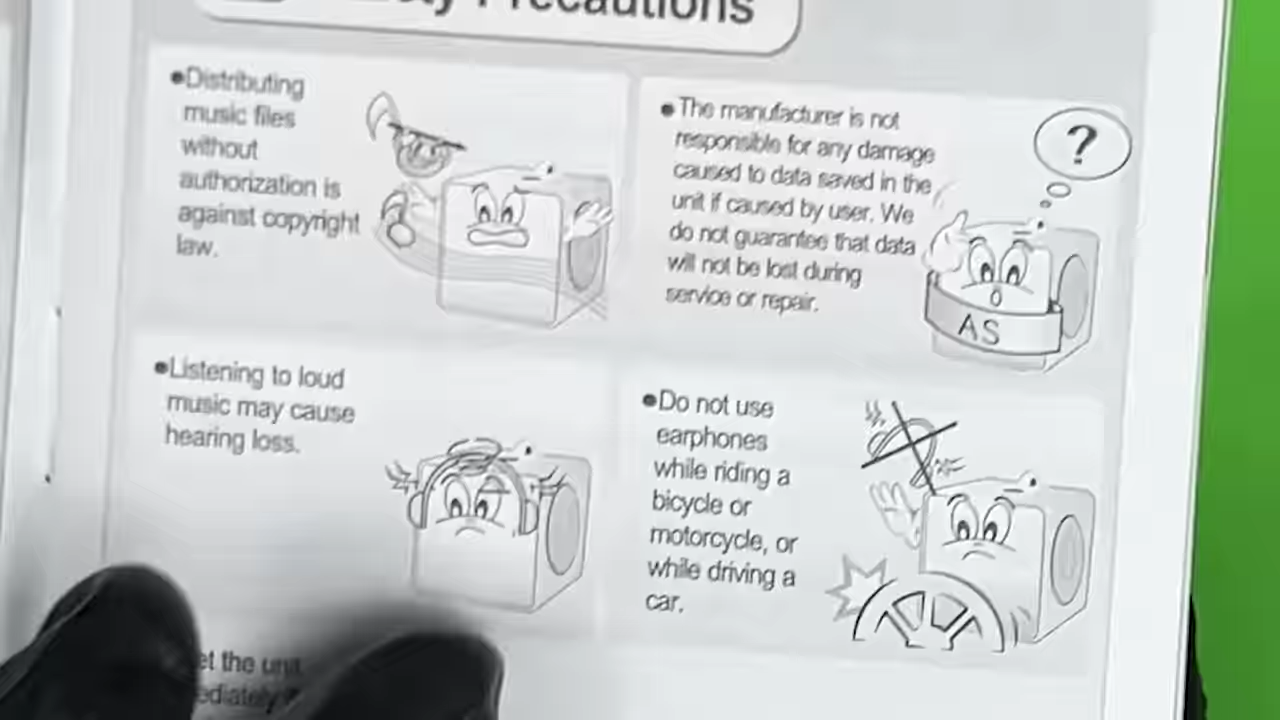 Precautions
●Distributing
music files
without
authorization is
against copyright
law.
●The manufacturer is not
responsible for any damage
caused to data saved in the
unit if caused by user. We
do not guarantee that data
will not be lost during
service or repair.
?
AS
●Listening to loud
music may cause
hearing loss.
●Do not use
earphones
while riding a
bicycle or
motorcycle, or
while driving a
car.
the unit